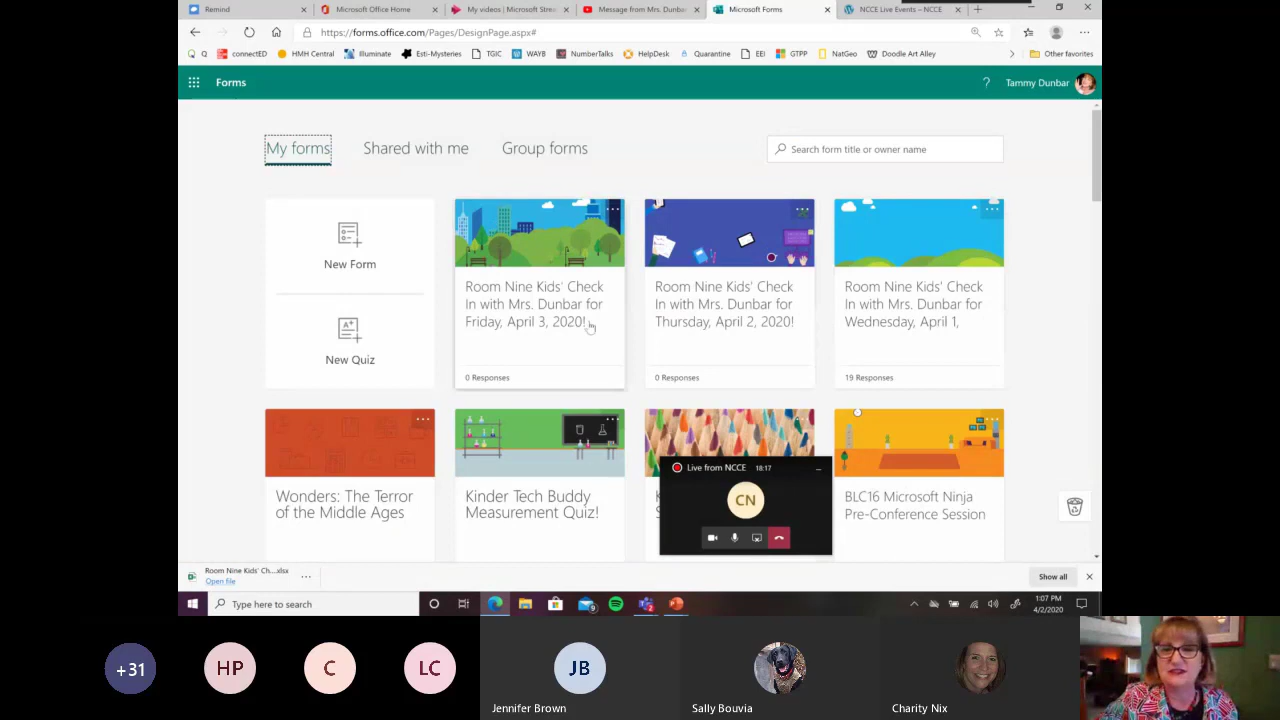 Remind
Microsoft Office Home
My videos | Microsoft Stre
Message from Mrs. Dunba
Microsoft Forms
NCCE Live Events – NCCE
https://forms.office.com/Pages/DesignPage.aspx#
Q
connectED
HMH Central
Illuminate
Esti-Mysteries
TGIC
WAYB
NumberTalks
HelpDesk
Quarantine
EEi
GTPP
NatGeo
Doodle Art Alley
Other favorites
Forms
?
Tammy Dunbar
My forms
Shared with me
Group forms
Search form title or owner name
New Form
New Quiz
Room Nine Kids' Check
In with Mrs. Dunbar for
Friday, April 3, 2020!
0 Responses
Room Nine Kids' Check
In with Mrs. Dunbar for
Thursday, April 2, 2020!
0 Responses
Room Nine Kids' Check
In with Mrs. Dunbar for
Wednesday, April 1,
19 Responses
Wonders: The Terror
of the Middle Ages
Kinder Tech Buddy
Measurement Quiz!
BLC16 Microsoft Ninja
Pre-Conference Session
Live from NCCE 18:17
CN
Room Nine Kids' Ch....xlsx
Open file
Show all
Type here to search
9
1:07 PM
4/2/2020
+31
HP
C
LC
JB
Jennifer Brown
Sally Bouvia
Charity Nix